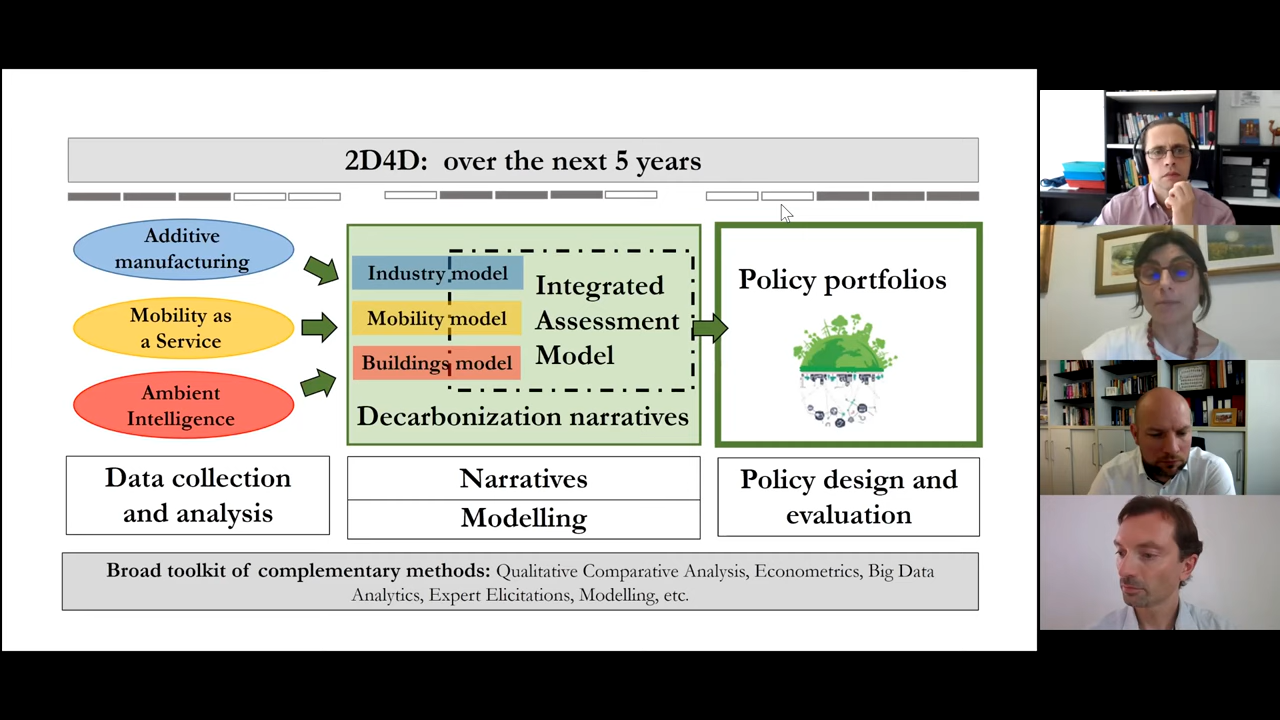 2D4D: over the next 5 years
Additive
manufacturing
Mobility as
a Service
Ambient
Intelligence
Industry model
Mobility model
Buildings model
Integrated
Assessment
Model
Decarbonization narratives
Policy portfolios
Data collection
and analysis
Narratives
Modelling
Policy design and
evaluation
Broad toolkit of complementary methods: Qualitative Comparative Analysis, Econometrics, Big Data
Analytics, Expert Elicitations, Modelling, etc.